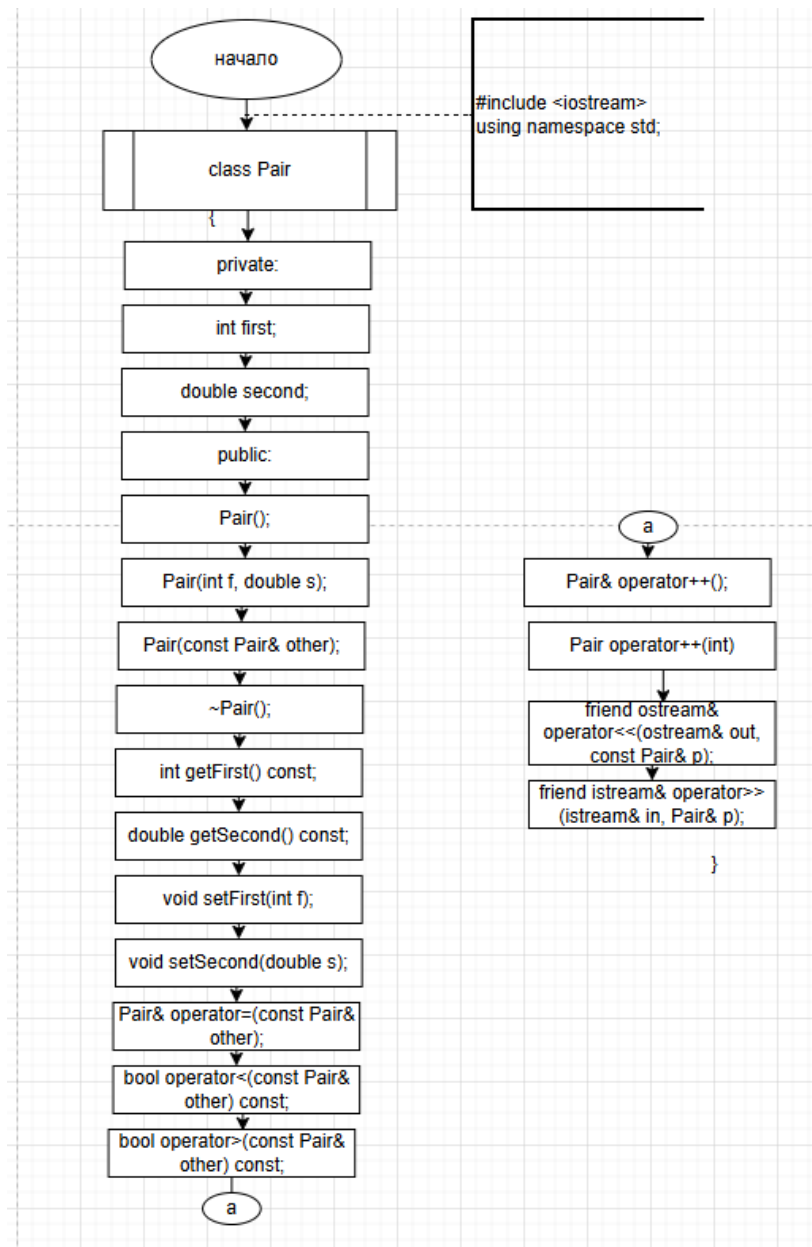 начало
#include <iostream>
using namespace std;
class Pair
{
private:
int first;
double second;
public:
Pair();
Pair(int f, double s);
Pair(const Pair& other);
~Pair();
int getFirst() const;
double getSecond() const;
void setFirst(int f);
void setSecond(double s);
Pair& operator=(const Pair&
other);
bool operator<(const Pair&
other) const;
bool operator>(const Pair&
other) const;
a
a
Pair& operator++();
Pair operator++(int)
friend ostream&
operator<<(ostream& out,
const Pair& p);
friend istream& operator>>
(istream& in, Pair& p);
}